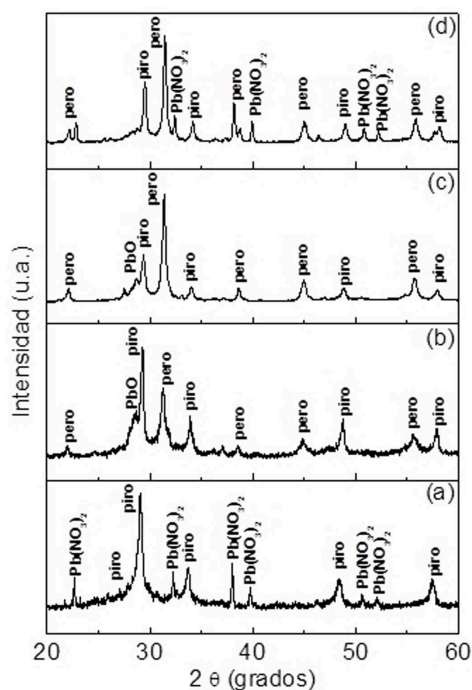 (d)
pero
piro
pero
Pb(NO₃)₂
piro
pero
Pb(NO₃)₂
pero
piro
Pb(NO₃)₂
Pb(NO₃)₂
pero
piro
(c)
pero
PbO
piro
pero
piro
pero
pero
piro
pero
piro
(b)
pero
PbO
piro
pero
piro
pero
pero
piro
pero
piro
(a)
Pb(NO₃)₂
piro
piro
Pb(NO₃)₂
piro
Pb(NO₃)₂
Pb(NO₃)₂
piro
Pb(NO₃)₂
Pb(NO₃)₂
piro
Intensidad (u.a.)
20 30 40 50 60
2 θ (grados)